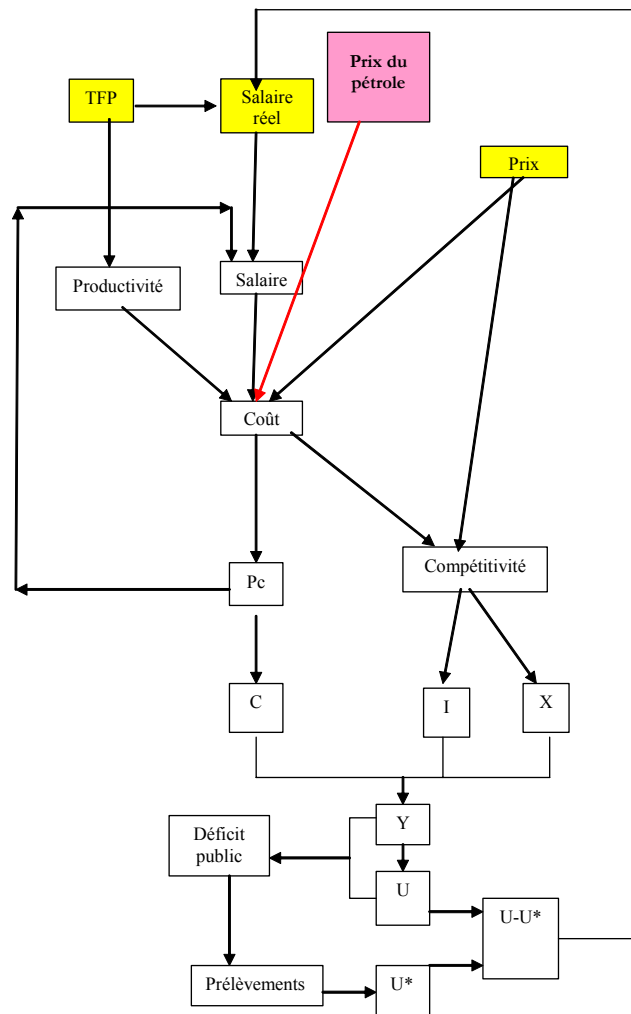 Prix du
pétrole
TFP
Salaire
réel
Prix
Productivité
Salaire
Coût
Pc
Compétitivité
C
I
X
Y
Déficit
public
U
U-U*
Prélèvements
U*